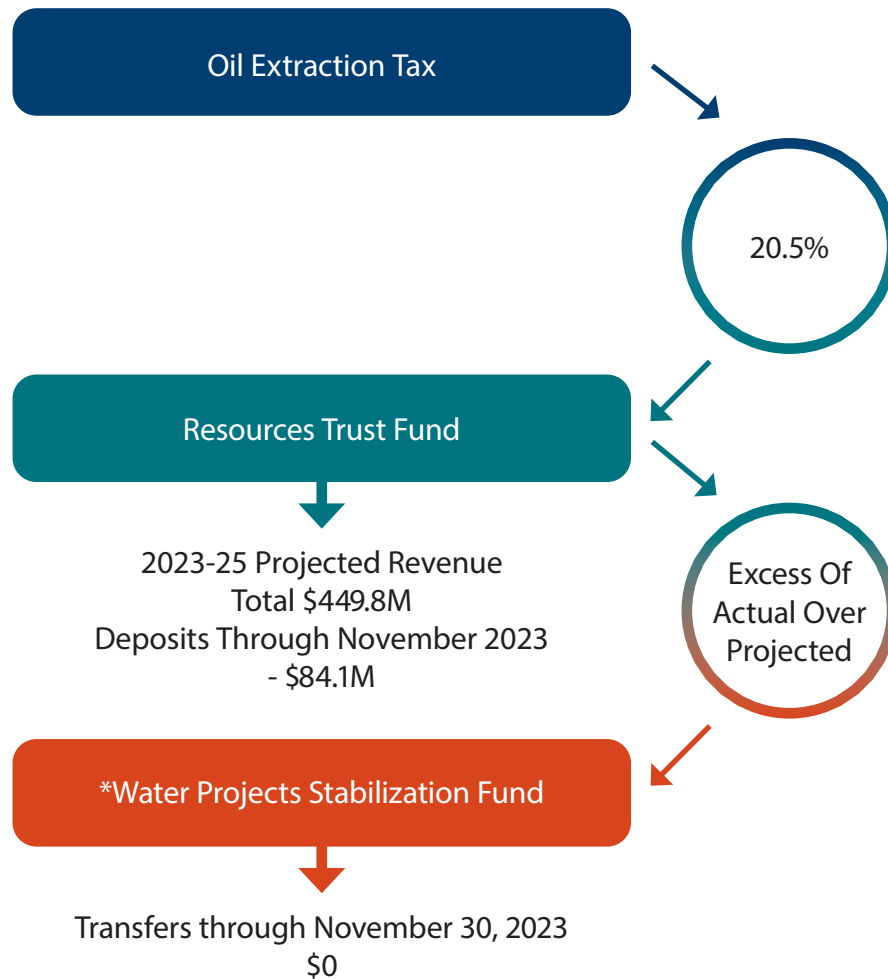 Oil Extraction Tax
20.5%
Resources Trust Fund
2023-25 Projected Revenue
Total $449.8M
Deposits Through November 2023
- $84.1M
Excess Of
Actual Over
Projected
*Water Projects Stabilization Fund
Transfers through November 30, 2023
$0